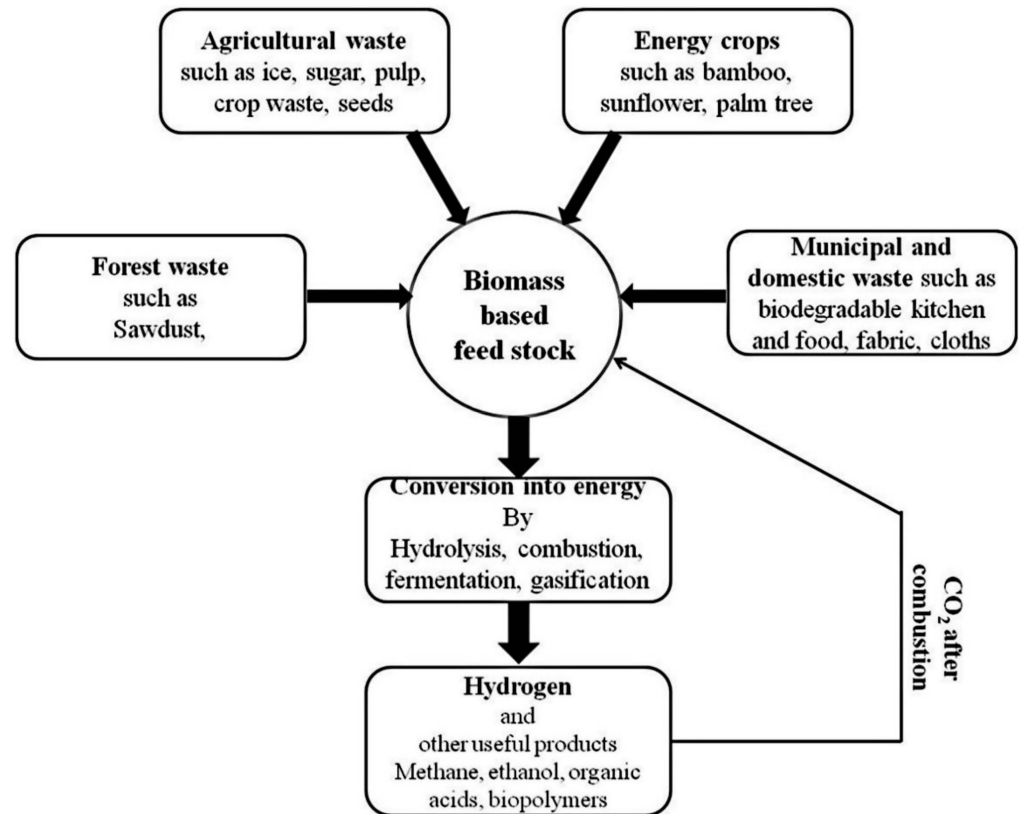 Agricultural waste
such as ice, sugar, pulp,
crop waste, seeds
Energy crops
such as bamboo,
sunflower, palm tree
Forest waste
such as
Sawdust,
Biomass
based
feed stock
Municipal and
domestic waste such as
biodegradable kitchen
and food, fabric, cloths
Conversion into energy
By
Hydrolysis, combustion,
fermentation, gasification
CO₂ after
combustion
Hydrogen
and
other useful products
Methane, ethanol, organic
acids, biopolymers